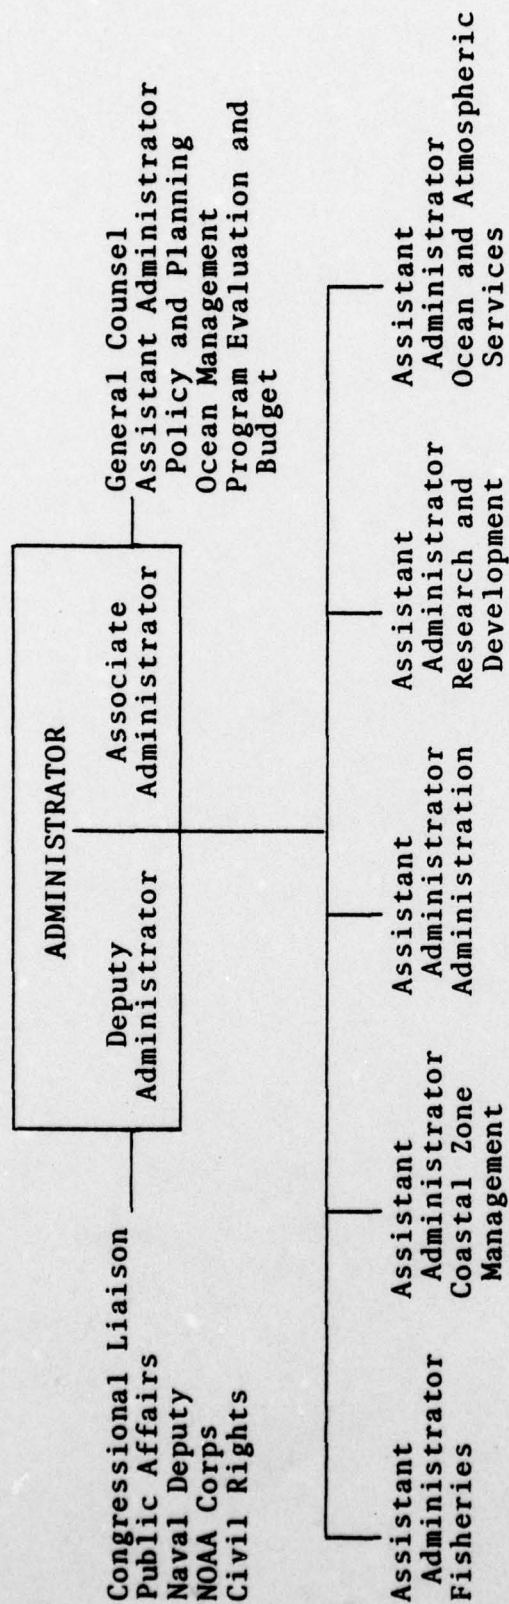 ADMINISTRATOR
Deputy
Administrator
Associate
Administrator
Congressional Liaison
Public Affairs
Naval Deputy
NOAA Corps
Civil Rights
General Counsel
Assistant Administrator
Policy and Planning
Ocean Management
Program Evaluation and
Budget
Assistant
Administrator
Fisheries
Assistant
Administrator
Coastal Zone
Management
Assistant
Administrator
Administration
Assistant
Administrator
Research and
Development
Assistant
Administrator
Ocean and Atmospheric
Services